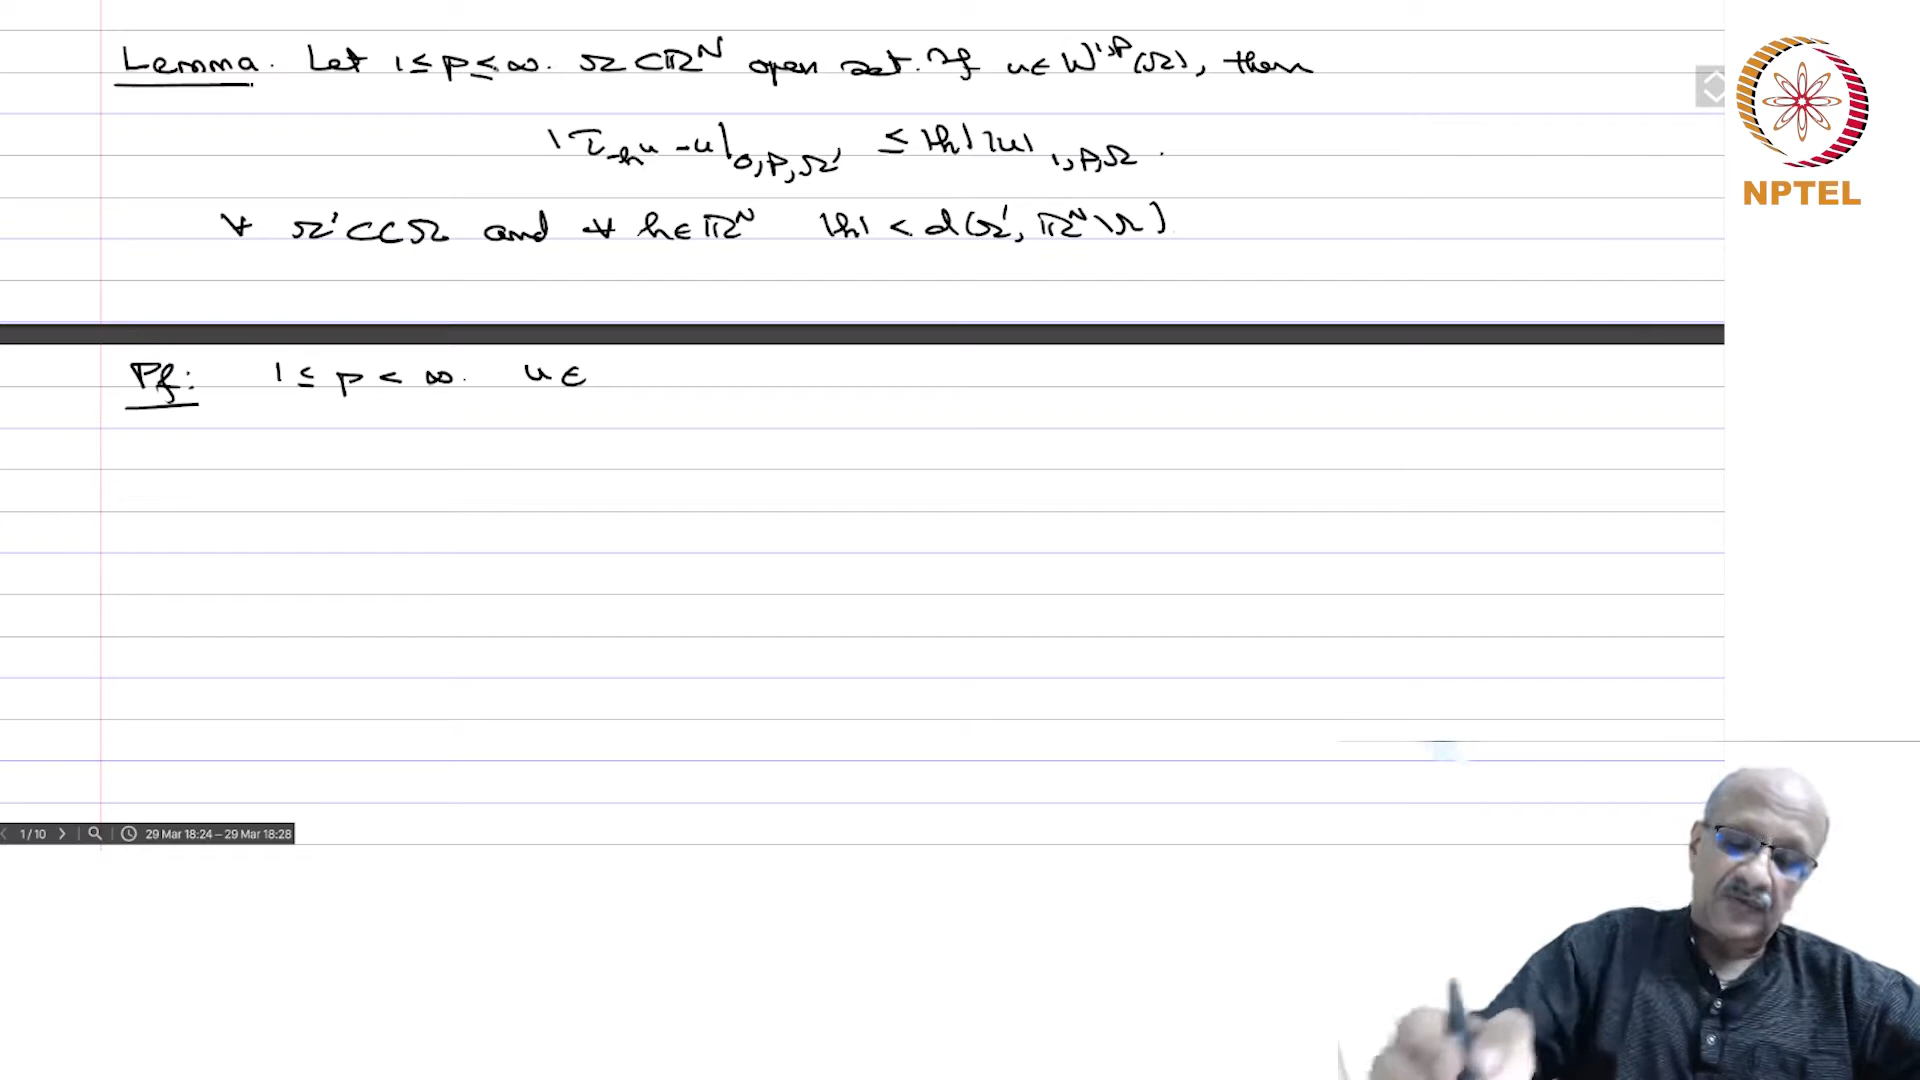 Lemma. Let 1 ≤ p ≤ ∞. Ω ⊂ ℝ^N open set. If u ∈ W^{1,p}(Ω), then
|τ_{-h}u - u|_{0,p,Ω'} ≤ |h| |u|_{1,p,Ω}.
∀ Ω' ⊂⊂ Ω and ∀ h ∈ ℝ^N |h| < d(Ω', ℝ^N \ Ω)
NPTEL
Pf: 1 ≤ p < ∞. u ∈
1/10 29 Mar 18:24 – 29 Mar 18:28